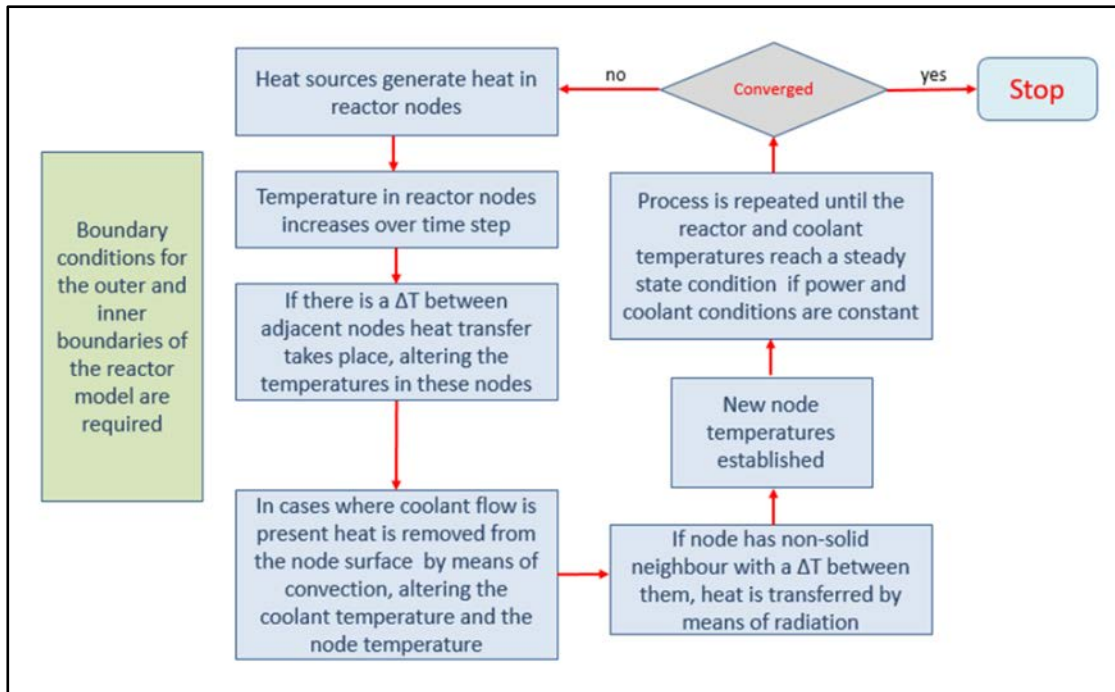 Heat sources generate heat in
reactor nodes
no
Converged
yes
Stop
Boundary
conditions for
the outer and
inner
boundaries of
the reactor
model are
required
Temperature in reactor nodes
increases over time step
If there is a ΔT between
adjacent nodes heat transfer
takes place, altering the
temperatures in these nodes
In cases where coolant flow is
present heat is removed from
the node surface by means of
convection, altering the
coolant temperature and the
node temperature
If node has non-solid
neighbour with a ΔT between
them, heat is transferred by
means of radiation
New node
temperatures
established
Process is repeated until the
reactor and coolant
temperatures reach a steady
state condition if power and
coolant conditions are constant